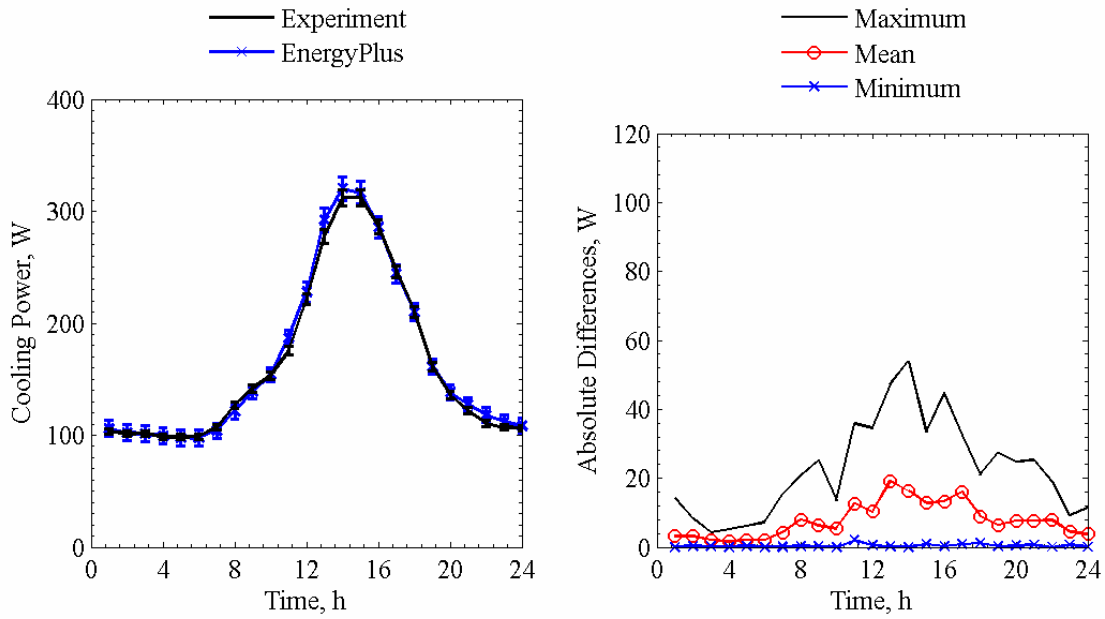 Experiment
EnergyPlus
400
300
200
100
0
Cooling Power, W
0 4 8 12 16 20 24
Time, h
Maximum
Mean
Minimum
120
100
80
60
40
20
0
Absolute Differences, W
0 4 8 12 16 20 24
Time, h